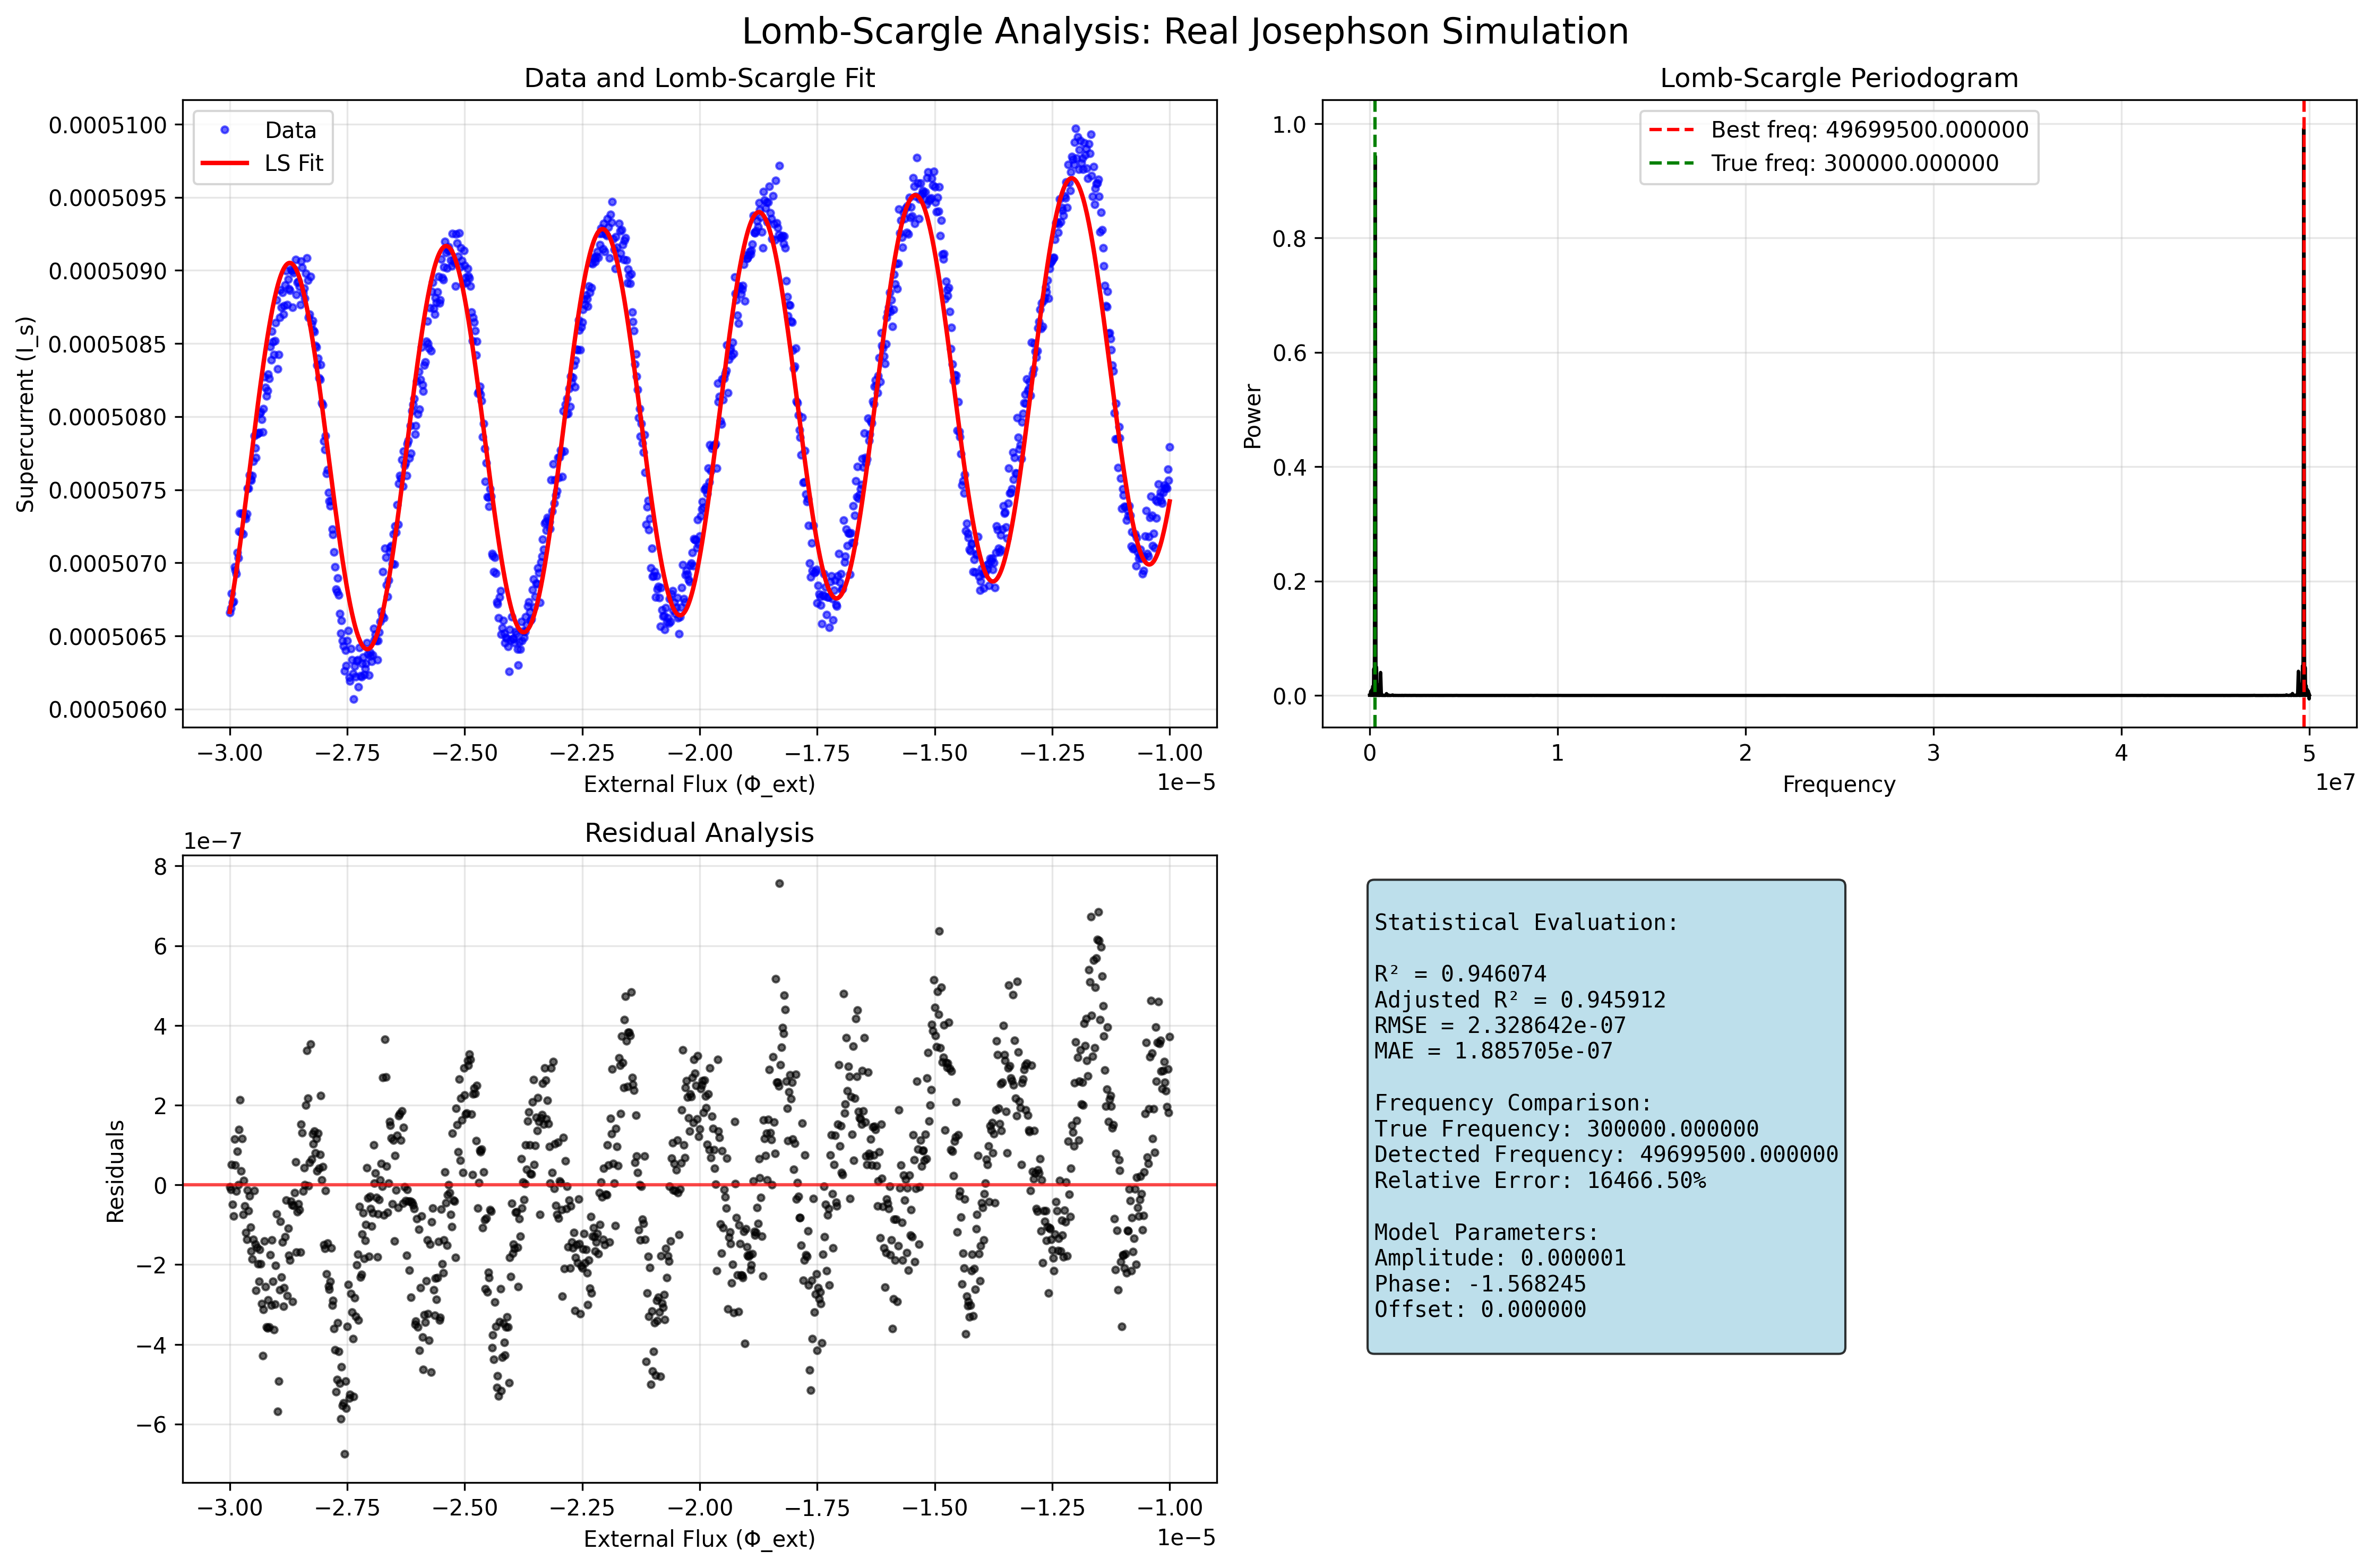 Lomb-Scargle Analysis: Real Josephson Simulation
Data and Lomb-Scargle Fit
Data
LS Fit
Supercurrent (I_s)
0.0005100
0.0005095
0.0005090
0.0005085
0.0005080
0.0005075
0.0005070
0.0005065
0.0005060
−3.00 −2.75 −2.50 −2.25 −2.00 −1.75 −1.50 −1.25 −1.00
External Flux (Φ_ext)
1e−5
Lomb-Scargle Periodogram
Best freq: 49699500.000000
True freq: 300000.000000
Power
1.0
0.8
0.6
0.4
0.2
0.0
0 1 2 3 4 5
Frequency
1e7
Residual Analysis
1e−7
Residuals
8
6
4
2
0
−2
−4
−6
−3.00 −2.75 −2.50 −2.25 −2.00 −1.75 −1.50 −1.25 −1.00
External Flux (Φ_ext)
1e−5
Statistical Evaluation:
R² = 0.946074
Adjusted R² = 0.945912
RMSE = 2.328642e-07
MAE = 1.885705e-07
Frequency Comparison:
True Frequency: 300000.000000
Detected Frequency: 49699500.000000
Relative Error: 16466.50%
Model Parameters:
Amplitude: 0.000001
Phase: -1.568245
Offset: 0.000000